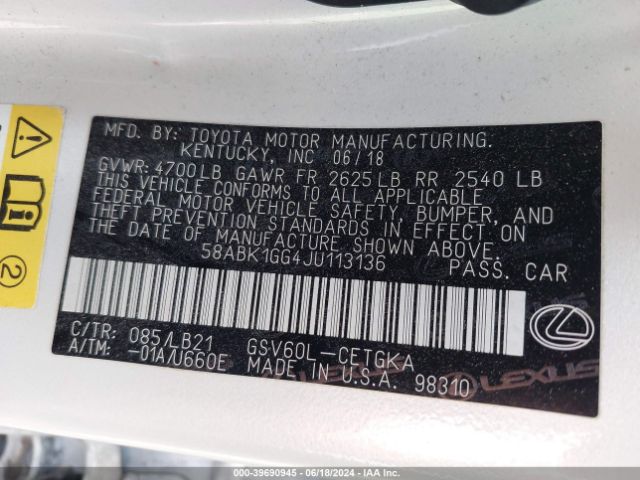 MFD. BY: TOYOTA MOTOR MANUFACTURING.
KENTUCKY, INC 06/18
GVWR: 4700LB GAWR FR 2625LB RR 2540 LB
THIS VEHICLE CONFORMS TO ALL APPLICABLE
FEDERAL MOTOR VEHICLE SAFETY, BUMPER, AND
THEFT PREVENTION STANDARDS IN EFFECT ON
THE DATE OF MANUFACTURE SHOWN ABOVE.
58ABK1GG4JU113136 PASS. CAR
C/TR: 085/LB21 GSV60L-CETGKA
A/TM: -01A/U660E MADE IN U.S.A. 98310
LEXUS
2
000-39690945 - 06/18/2024 - IAAI.COM